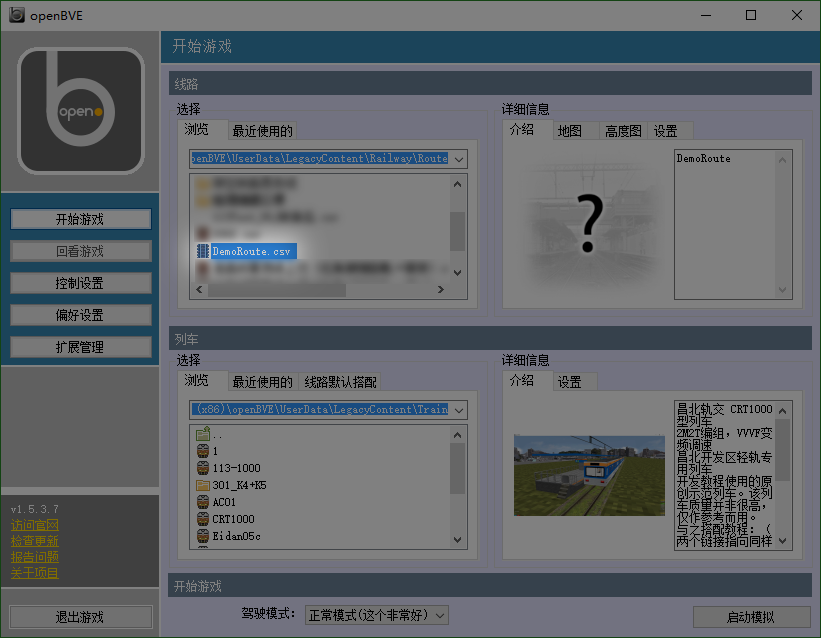 openBVE
开始游戏
open
线路
选择
浏览
最近使用的
penBVE\UserData\LegacyContent\Railway\Route
DemoRoute.csv
详细信息
介绍
地图
高度图
设置
?
DemoRoute
开始游戏
回看游戏
控制设置
偏好设置
扩展管理
列车
选择
浏览
最近使用的
线路默认搭配
(x86)\openBVE\UserData\LegacyContent\Train
..
1
113-1000
301_K4+K5
AC01
CRT1000
Eidan05c
详细信息
介绍
设置
昌北轨交 CRT1000
型列车
2M2T编组，VVVF变
频调速
昌北开发区轻轨专
用列车
开发教程使用的原
创示范列车。该列
车质量并非很高，
仅作参考而用。
与之搭配教程：（
两个链接指向同样
v1.5.3.7
访问官网
检查更新
报告问题
关于项目
退出游戏
开始游戏
驾驶模式：
正常模式(这个非常好)
启动模拟